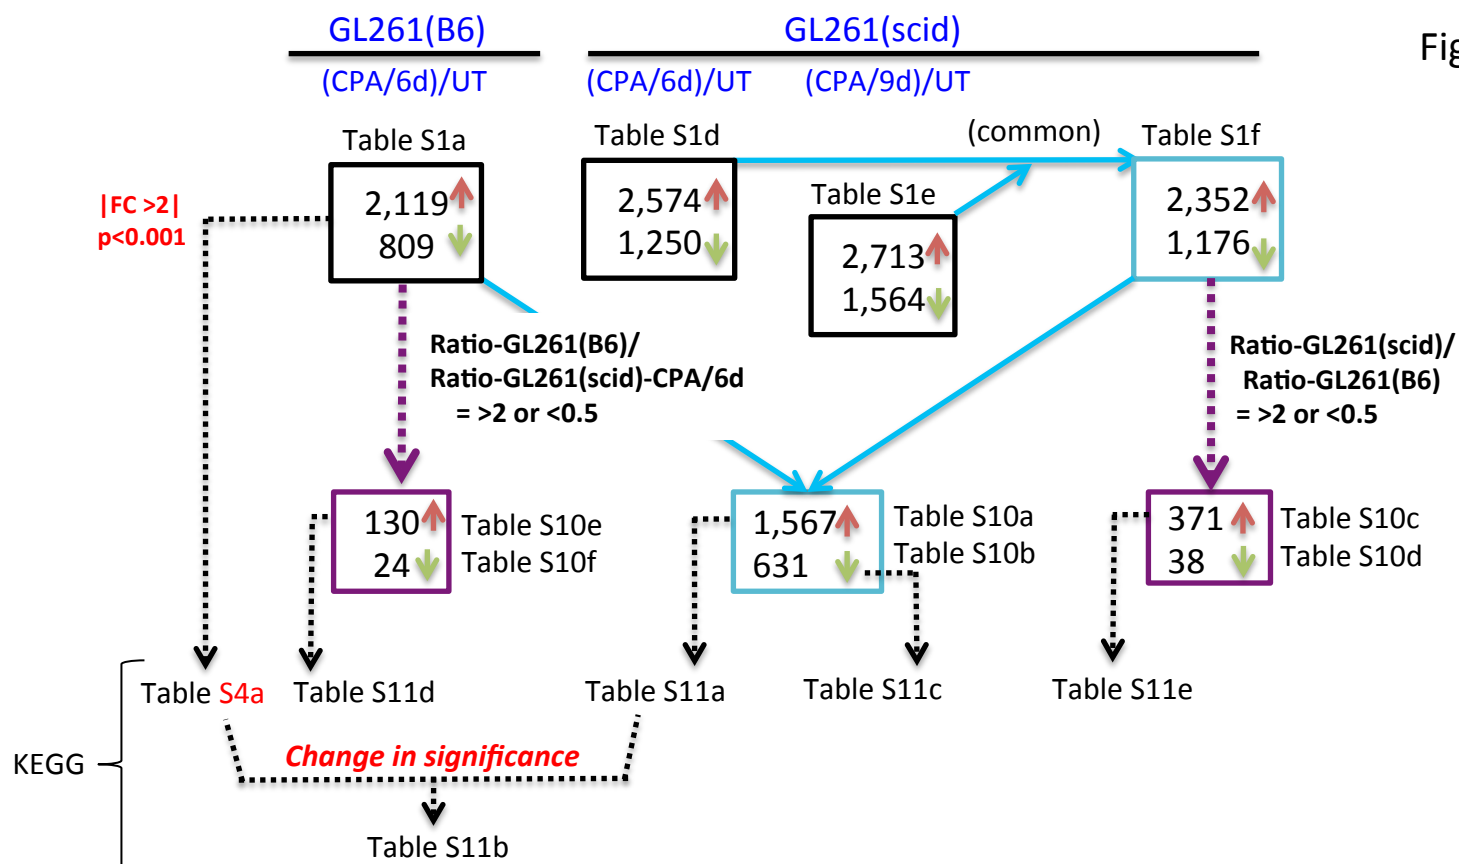 GL261(B6)
GL261(scid)
Fig
(CPA/6d)/UT
(CPA/6d)/UT
(CPA/9d)/UT
Table S1a
Table S1d
(common)
Table S1f
|FC >2|
p<0.001
2,119
809
2,574
1,250
Table S1e
2,713
1,564
2,352
1,176
Ratio-GL261(B6)/
Ratio-GL261(scid)-CPA/6d
= >2 or <0.5
Ratio-GL261(scid)/
Ratio-GL261(B6)
= >2 or <0.5
130
24
Table S10e
Table S10f
1,567
631
Table S10a
Table S10b
371
38
Table S10c
Table S10d
Table S4a
Table S11d
Table S11a
Table S11c
Table S11e
KEGG
Change in significance
Table S11b